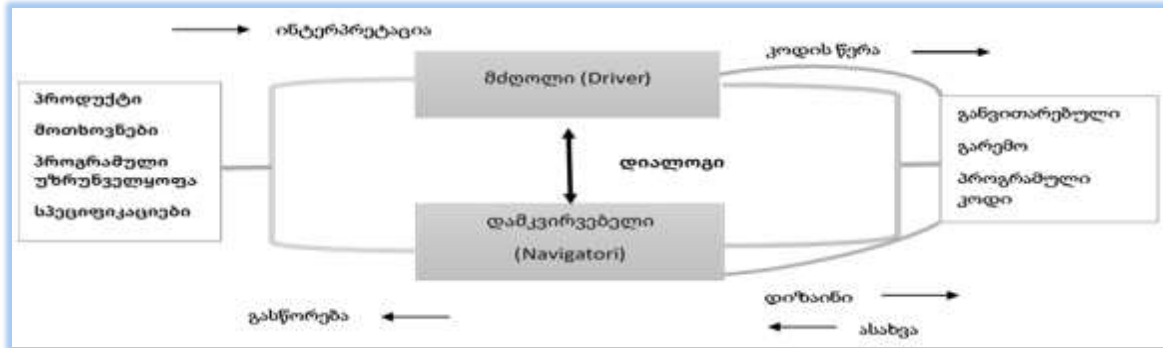 ინტერპრეტაცია
კოდის წერა
მძღოლი (Driver)
პროდუქტი
მოთხოვნები
პროგრამული
უზრუნველყოფა
სპეციფიკაციები
დიალოგი
განვითარებული
გარემო
პროგრამული
კოდი
დამკვირვებელი
(Navigatori)
დიზაინი
გასწორება
ასახვა